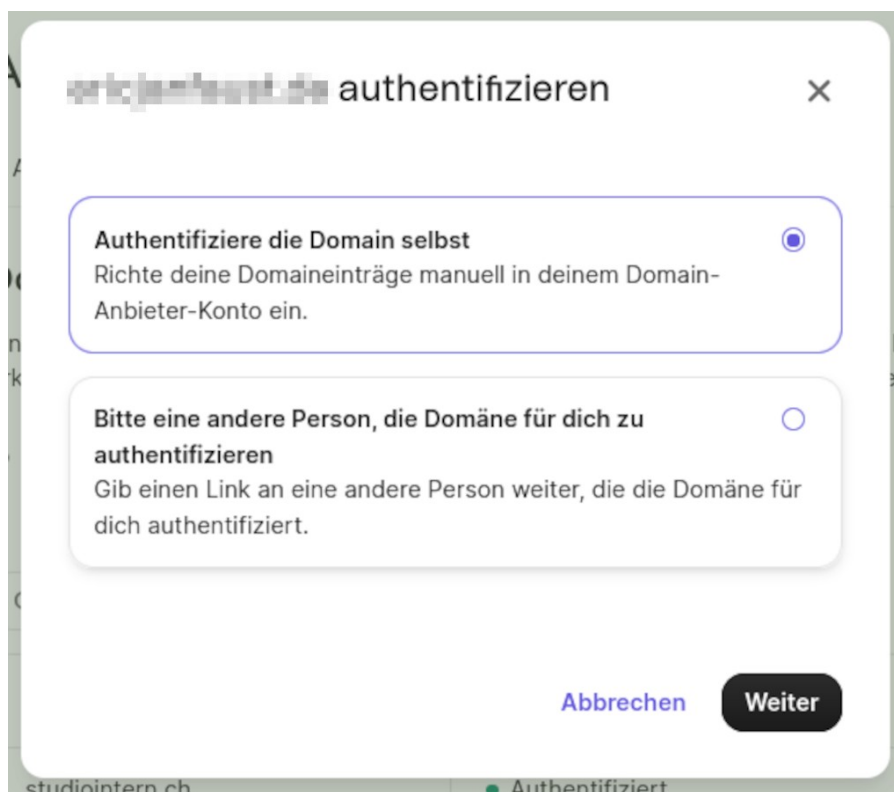 authentifizieren
Authentifiziere die Domain selbst
Richte deine Domaineinträge manuell in deinem Domain-
Anbieter-Konto ein.
Bitte eine andere Person, die Domäne für dich zu
authentifizieren
Gib einen Link an eine andere Person weiter, die die Domäne für
dich authentifiziert.
Abbrechen Weiter
studiointern.ch Authentifiziert